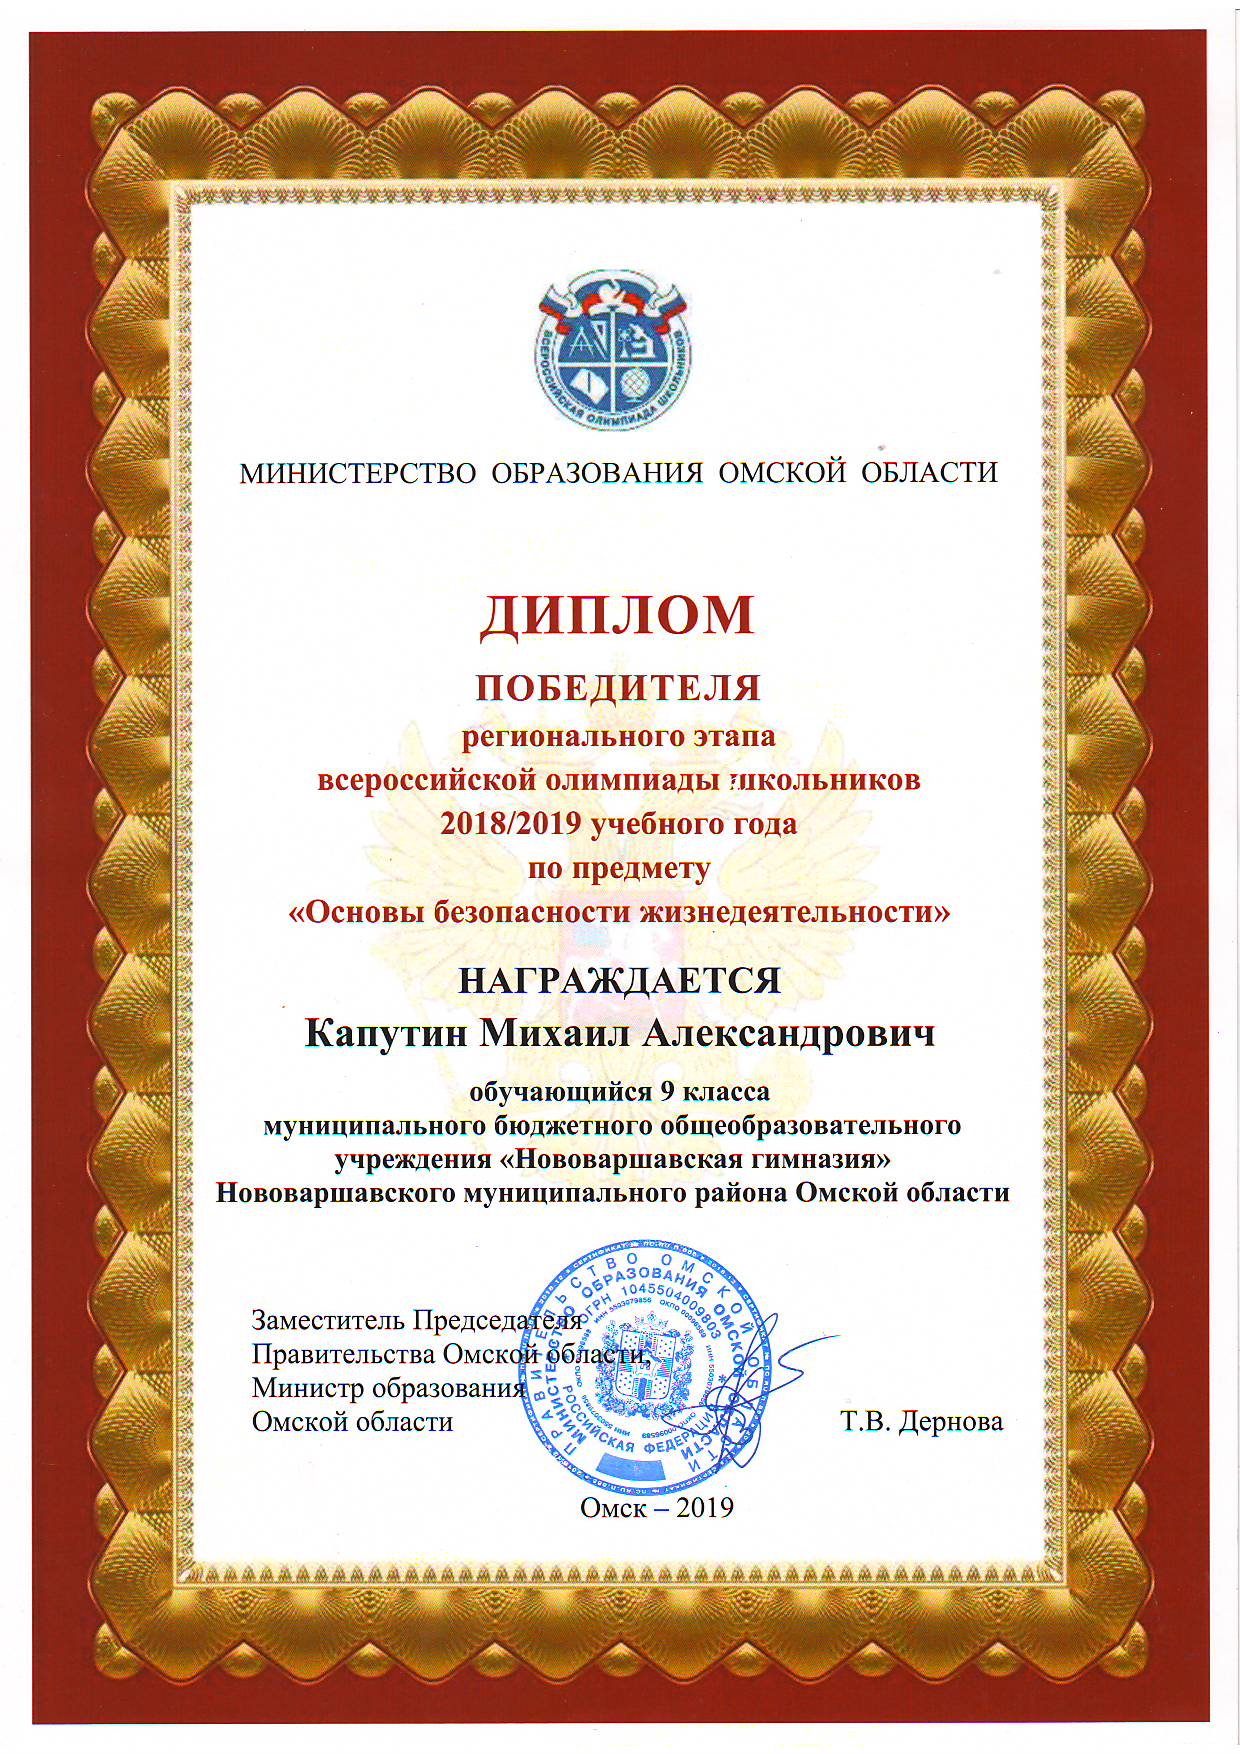 ВСЕРОССИЙСКАЯ ОЛИМПИАДА ШКОЛЬНИКОВ
МИНИСТЕРСТВО ОБРАЗОВАНИЯ ОМСКОЙ ОБЛАСТИ
ДИПЛОМ
ПОБЕДИТЕЛЯ
регионального этапа
всероссийской олимпиады школьников
2018/2019 учебного года
по предмету
«Основы безопасности жизнедеятельности»
НАГРАЖДАЕТСЯ
Капутин Михаил Александрович
обучающийся 9 класса
муниципального бюджетного общеобразовательного
учреждения «Нововаршавская гимназия»
Нововаршавского муниципального района Омской области
Заместитель Председателя
Правительства Омской области,
Министр образования
Омской области
Т.В. Дернова
ПРАВИТЕЛЬСТВО ОМСКОЙ ОБЛАСТИ
МИНИСТЕРСТВО ОБРАЗОВАНИЯ ОМСКОЙ ОБЛАСТИ
ОГРН 1045504009803
РОССИЙСКАЯ ФЕДЕРАЦИЯ
Омск – 2019